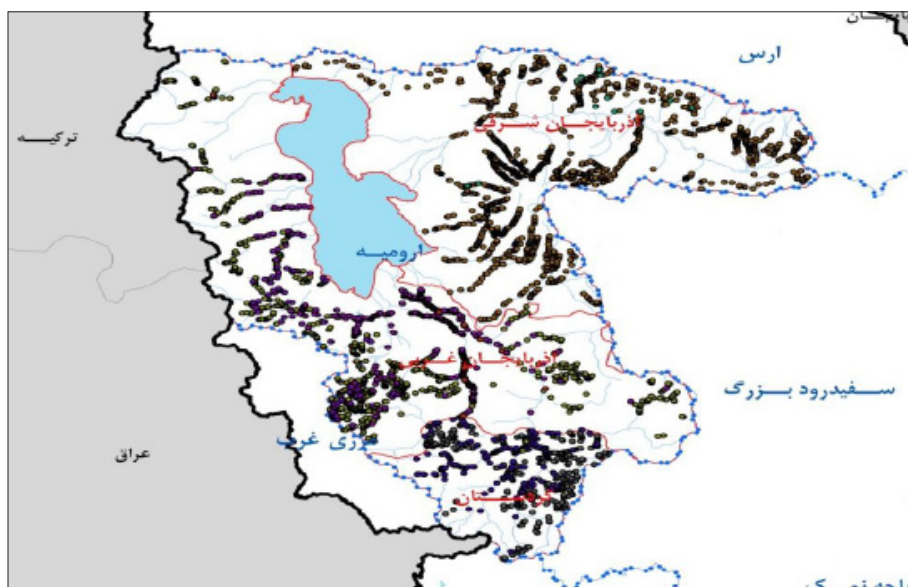 ارس
آذربایجان شرقی
ترکیه
ارومیه
آذربایجان غربی
سفیدرود بزرگ
مرزی غرب
عراق
کردستان